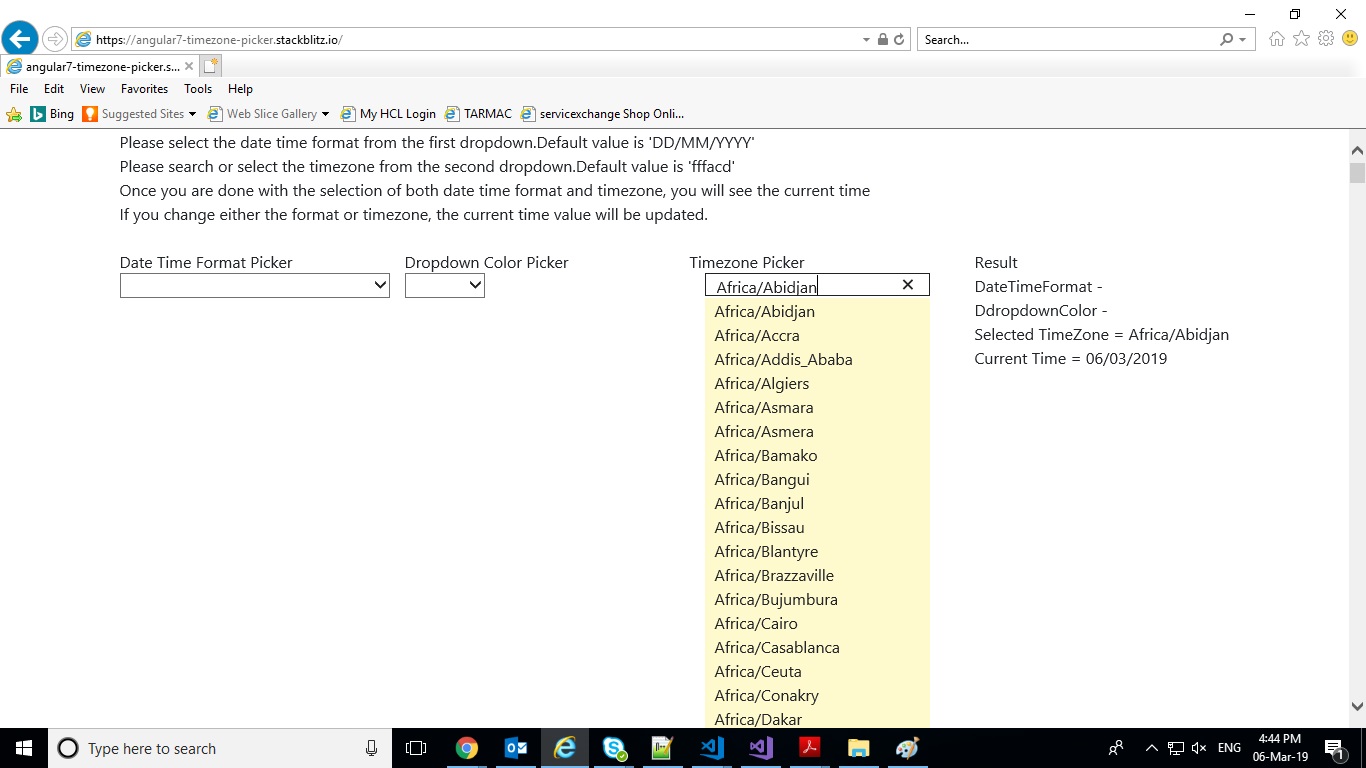 https://angular7-timezone-picker.stackblitz.io/
Search...
angular7-timezone-picker.s...
File Edit View Favorites Tools Help
Bing Suggested Sites Web Slice Gallery My HCL Login TARMAC servicexchange Shop Onli...
Please select the date time format from the first dropdown.Default value is 'DD/MM/YYYY'
Please search or select the timezone from the second dropdown.Default value is 'fffacd'
Once you are done with the selection of both date time format and timezone, you will see the current time
If you change either the format or timezone, the current time value will be updated.
Date Time Format Picker
Dropdown Color Picker
Timezone Picker
Africa/Abidjan
Africa/Abidjan
Africa/Accra
Africa/Addis_Ababa
Africa/Algiers
Africa/Asmara
Africa/Asmera
Africa/Bamako
Africa/Bangui
Africa/Banjul
Africa/Bissau
Africa/Blantyre
Africa/Brazzaville
Africa/Bujumbura
Africa/Cairo
Africa/Casablanca
Africa/Ceuta
Africa/Conakry
Africa/Dakar
Result
DateTimeFormat -
DdropdownColor -
Selected TimeZone = Africa/Abidjan
Current Time = 06/03/2019
Type here to search
ENG
4:44 PM
06-Mar-19
1